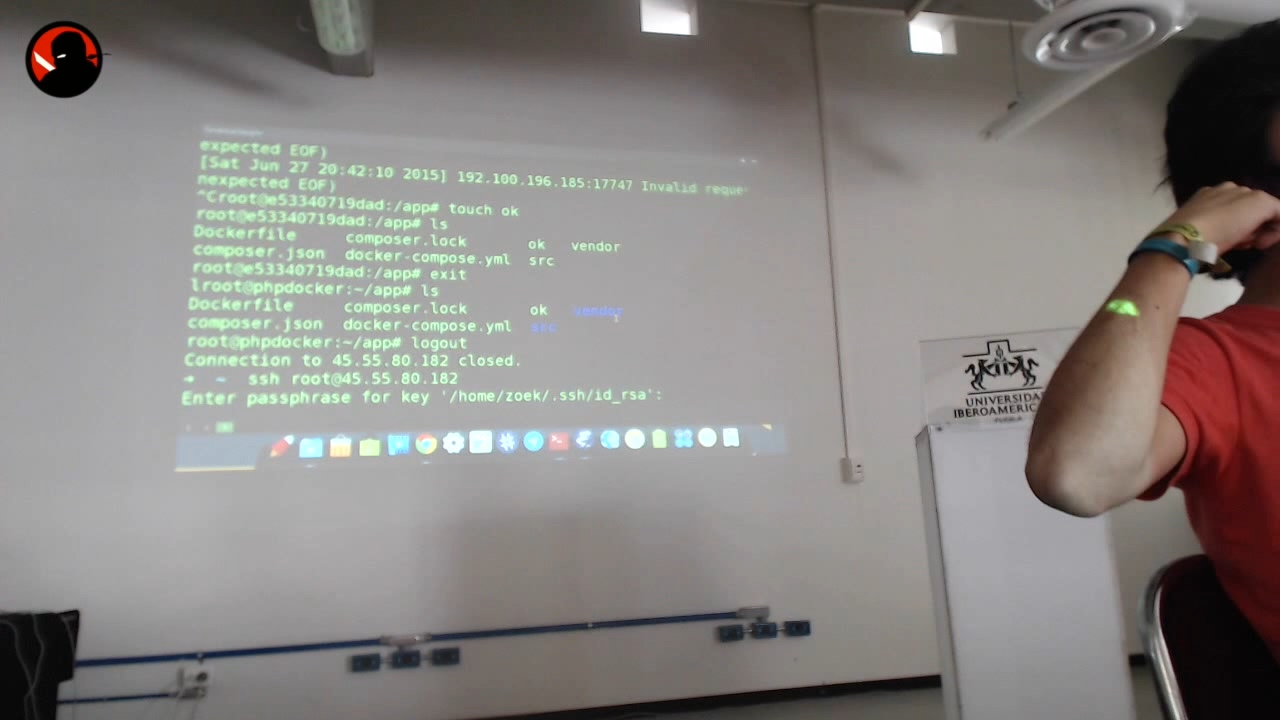 expected EOF)
[Sat Jun 27 20:42:10 2015] 192.100.196.185:17747 Invalid reque
nexpected EOF)
^Croot@e53340719dad:/app# touch ok
root@e53340719dad:/app# ls
Dockerfile composer.lock ok vendor
composer.json docker-compose.yml src
root@e53340719dad:/app# exit
lroot@phpdocker:~/app# ls
Dockerfile composer.lock ok vendor
composer.json docker-compose.yml src
root@phpdocker:~/app# logout
Connection to 45.55.80.182 closed.
➜ ~ ssh root@45.55.80.182
Enter passphrase for key '/home/zoek/.ssh/id_rsa':
UNIVERSIDA
IBEROAMERIC
PUEBLA